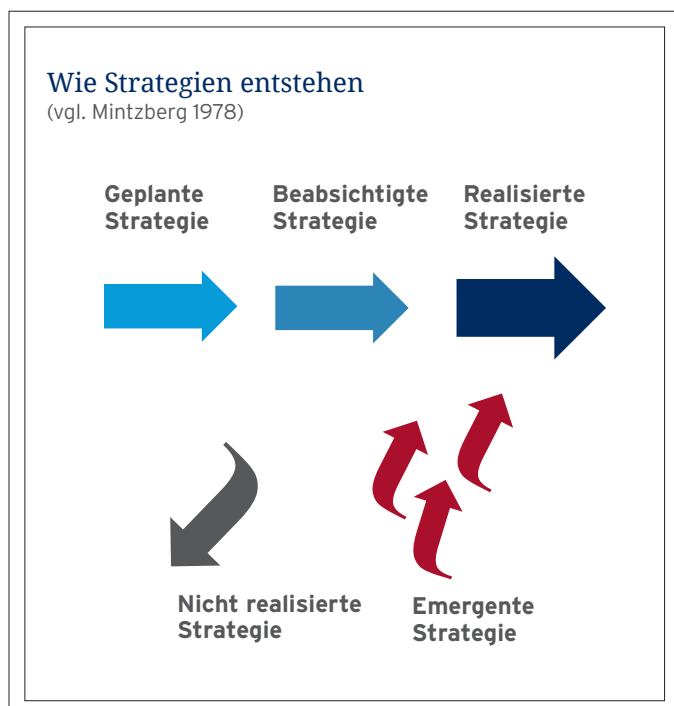 Wie Strategien entstehen
(vgl. Mintzberg 1978)
Geplante
Strategie
Beabsichtigte
Strategie
Realisierte
Strategie
Nicht realisierte
Strategie
Emergente
Strategie